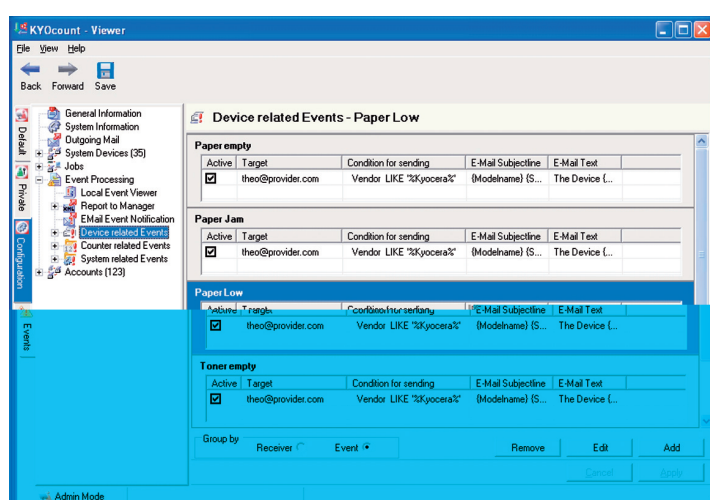 KYOcount - Viewer
File View Help
Back Forward Save
Default
Private
Configuration
Events
General Information
System Information
Outgoing Mail
System Devices (35)
Jobs
Event Processing
Local Event Viewer
Report to Manager
EMail Event Notification
Device related Events
Counter related Events
System related Events
Accounts (123)
Device related Events - Paper Low
Paper empty
Active Target Condition for sending E-Mail Subjectline E-Mail Text
theo@provider.com Vendor LIKE '%Kyocera%' {Modelname} {S... The Device {...
Paper Jam
Active Target Condition for sending E-Mail Subjectline E-Mail Text
theo@provider.com Vendor LIKE '%Kyocera%' {Modelname} {S... The Device {...
Paper Low
Active Target Condition for sending E-Mail Subjectline E-Mail Text
theo@provider.com Vendor LIKE '%Kyocera%' {Modelname} {S... The Device {...
Toner empty
Active Target Condition for sending E-Mail Subjectline E-Mail Text
theo@provider.com Vendor LIKE '%Kyocera%' {Modelname} {S... The Device {...
Group by
Receiver Event
Remove Edit Add
Cancel Apply
Admin Mode